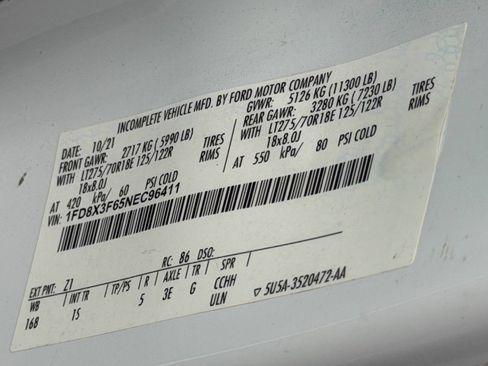 INCOMPLETE VEHICLE MFD. BY FORD MOTOR COMPANY
DATE: 10/21 GVWR: 5126 KG (11300 LB)
FRONT GAWR: 2717 KG (5990 LB) REAR GAWR: 3280 KG (7230 LB)
WITH LT275/70R18E 125/122R TIRES WITH LT275/70R18E 125/122R TIRES
18x8.0J RIMS 18x8.0J RIMS
AT 420 kPa/ 60 PSI COLD AT 550 kPa/ 80 PSI COLD
VIN: 1FD8X3F65NEC96411
EXT PNT: Z1 RC: 86 DSO:
WB INT TR TP/PS R AXLE TR SPR
168 1S 5 3E G CCHH
ULN ▽ 5U5A-3520472-AA